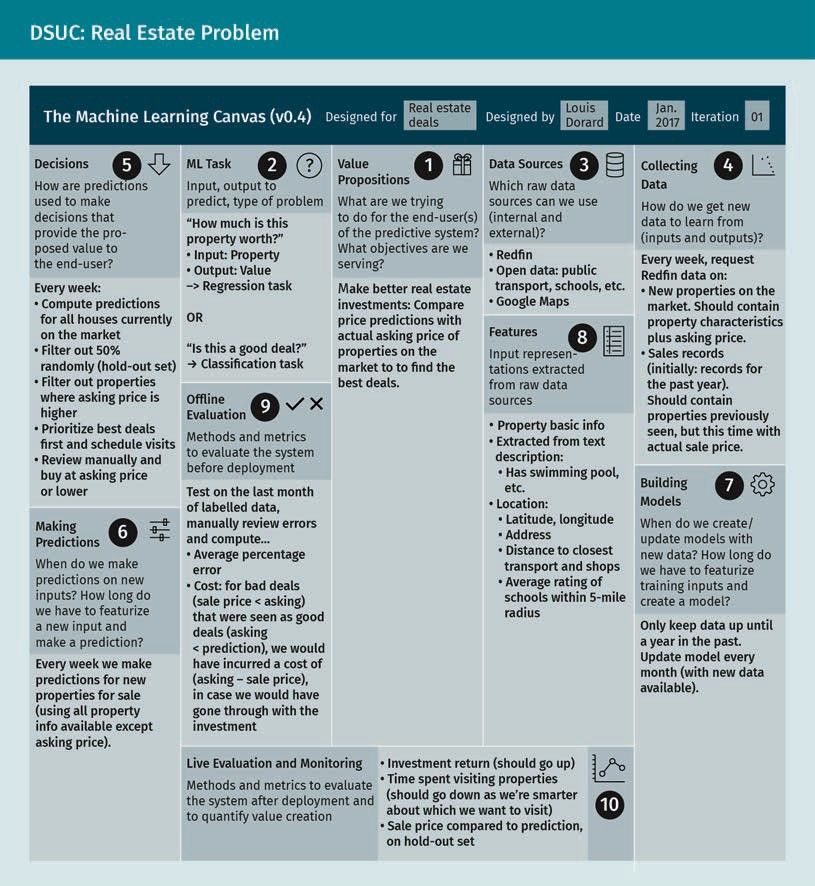 DSUC: Real Estate Problem
The Machine Learning Canvas (v0.4)
Designed for
Real estate
deals
Designed by
Louis
Dorard
Date
Jan.
2017
Iteration
01
Decisions
5
How are predictions
used to make
decisions that
provide the pro-
posed value to
the end-user?
Every week:
• Compute predictions
for all houses currently
on the market
• Filter out 50%
randomly (hold-out set)
• Filter out properties
where asking price is
higher
• Prioritize best deals
first and schedule visits
• Review manually and
buy at asking price
or lower
Making
Predictions
6
When do we make
predictions on new
inputs? How long do
we have to featurize
a new input and
make a prediction?
Every week we make
predictions for new
properties for sale
(using all property
info available except
asking price).
ML Task
2
?
Input, output to
predict, type of problem
“How much is this
property worth?”
• Input: Property
• Output: Value
–> Regression task
OR
“Is this a good deal?”
→ Classification task
Offline
Evaluation
9
Methods and metrics
to evaluate the system
before deployment
Test on the last month
of labelled data,
manually review errors
and compute...
• Average percentage
error
• Cost: for bad deals
(sale price < asking)
that were seen as good
deals (asking
< prediction), we would
have incurred a cost of
(asking – sale price),
in case we would have
gone through with the
investment
Value
Propositions
1
What are we trying
to do for the end-user(s)
of the predictive system?
What objectives are we
serving?
Make better real estate
investments: Compare
price predictions with
actual asking price of
properties on the
market to to find the
best deals.
Data Sources
3
Which raw data
sources can we use
(internal and
external)?
• Redfin
• Open data: public
transport, schools, etc.
• Google Maps
Features
8
Input represen-
tations extracted
from raw data
sources
• Property basic info
• Extracted from text
description:
• Has swimming pool,
etc.
• Location:
• Latitude, longitude
• Address
• Distance to closest
transport and shops
• Average rating of
schools within 5-mile
radius
Collecting
Data
4
How do we get new
data to learn from
(inputs and outputs)?
Every week, request
Redfin data on:
• New properties on the
market. Should contain
property characteristics
plus asking price.
• Sales records
(initially: records for
the past year).
Should contain
properties previously
seen, but this time with
actual sale price.
Building
Models
7
When do we create/
update models with
new data? How long do
we have to featurize
training inputs and
create a model?
Only keep data up until
a year in the past.
Update model every
month (with new data
available).
Live Evaluation and Monitoring
Methods and metrics to evaluate
the system after deployment and
to quantify value creation
• Investment return (should go up)
• Time spent visiting properties
(should go down as we’re smarter
about which we want to visit)
• Sale price compared to prediction,
on hold-out set
10